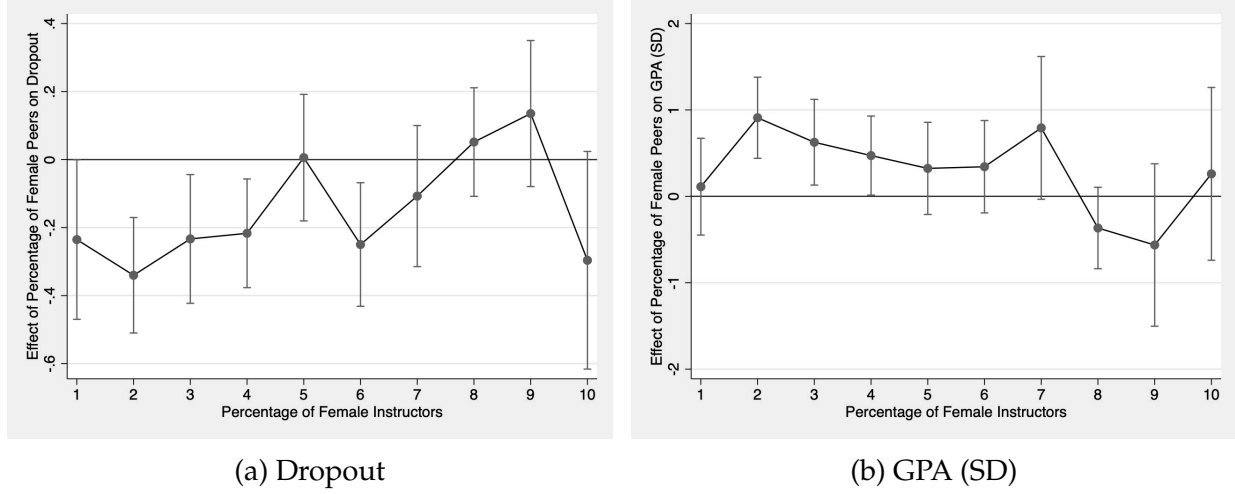 Effect of Percentage of Female Peers on Dropout
.4
.2
0
-.2
-.4
-.6
1 2 3 4 5 6 7 8 9 10
Percentage of Female Instructors
(a) Dropout
Effect of Percentage of Female Peers on GPA (SD)
2
1
0
-1
-2
1 2 3 4 5 6 7 8 9 10
Percentage of Female Instructors
(b) GPA (SD)